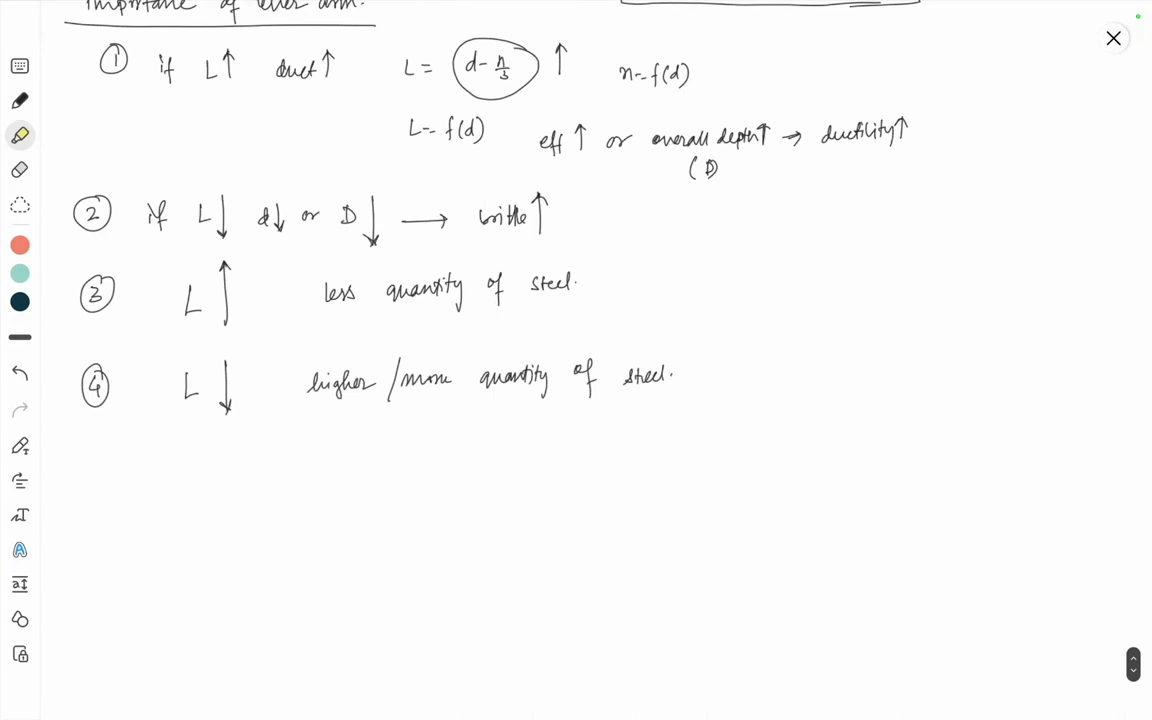 importance of lever arm.
① if L↑ duct↑ L = d - n/3 ↑ n - f(d)
L - f(d) eff ↑ or overall depth↑ → ductility↑
(D)
② if L↓ d↓ or D↓ → brittle↑
③ L↑ less quantity of steel.
④ L↓ higher/more quantity of steel.